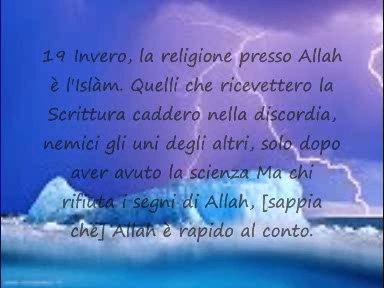 19 Invero, la religione presso Allah
è l'Islàm. Quelli che ricevettero la
Scrittura caddero nella discordia,
nemici gli uni degli altri, solo dopo
aver avuto la scienza Ma chi
rifiuta i segni di Allah, [sappia
che] Allah è rapido al conto.